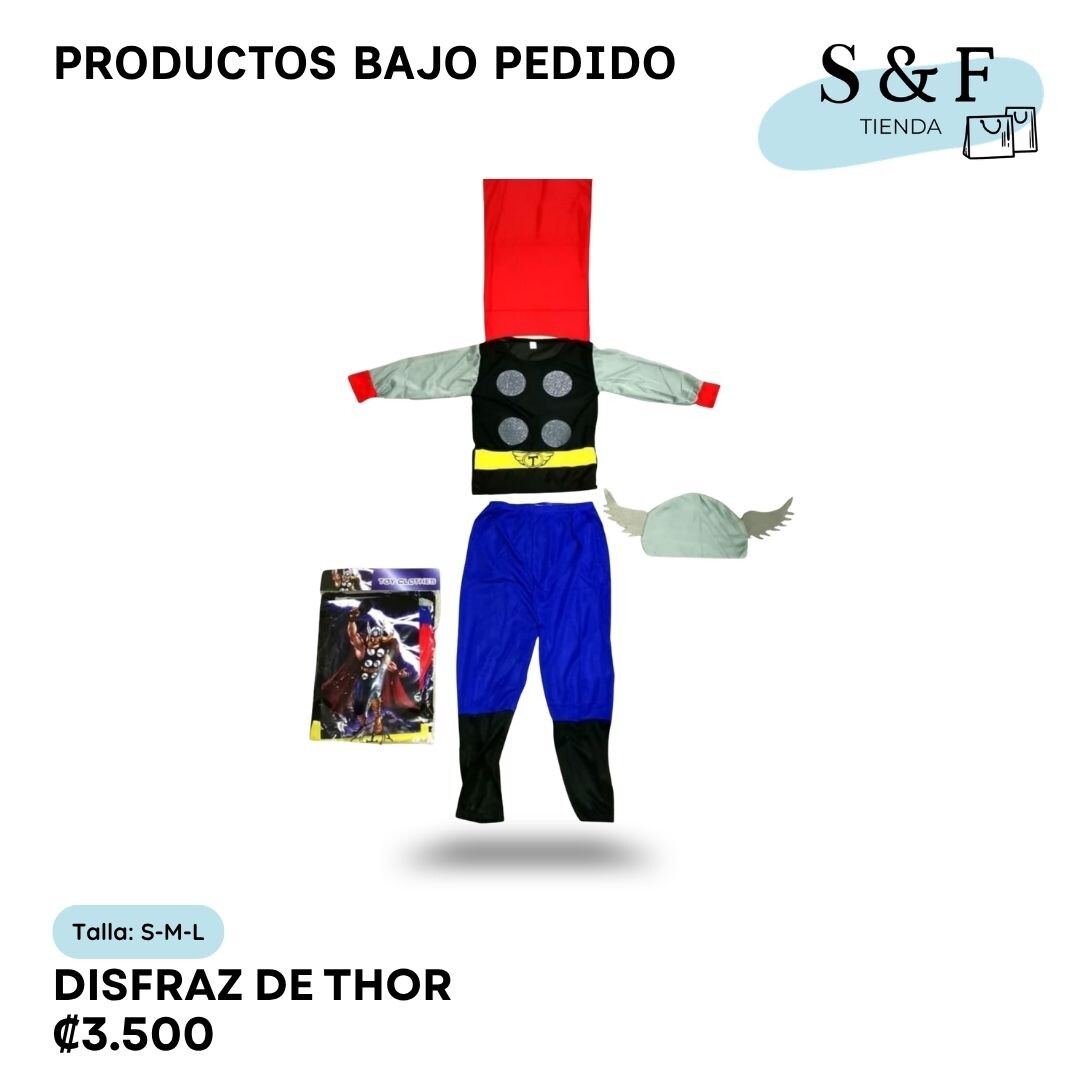 PRODUCTOS BAJO PEDIDO
S & F
TIENDA
T
TOY CLOTHES
Talla: S-M-L
DISFRAZ DE THOR
₡3.500